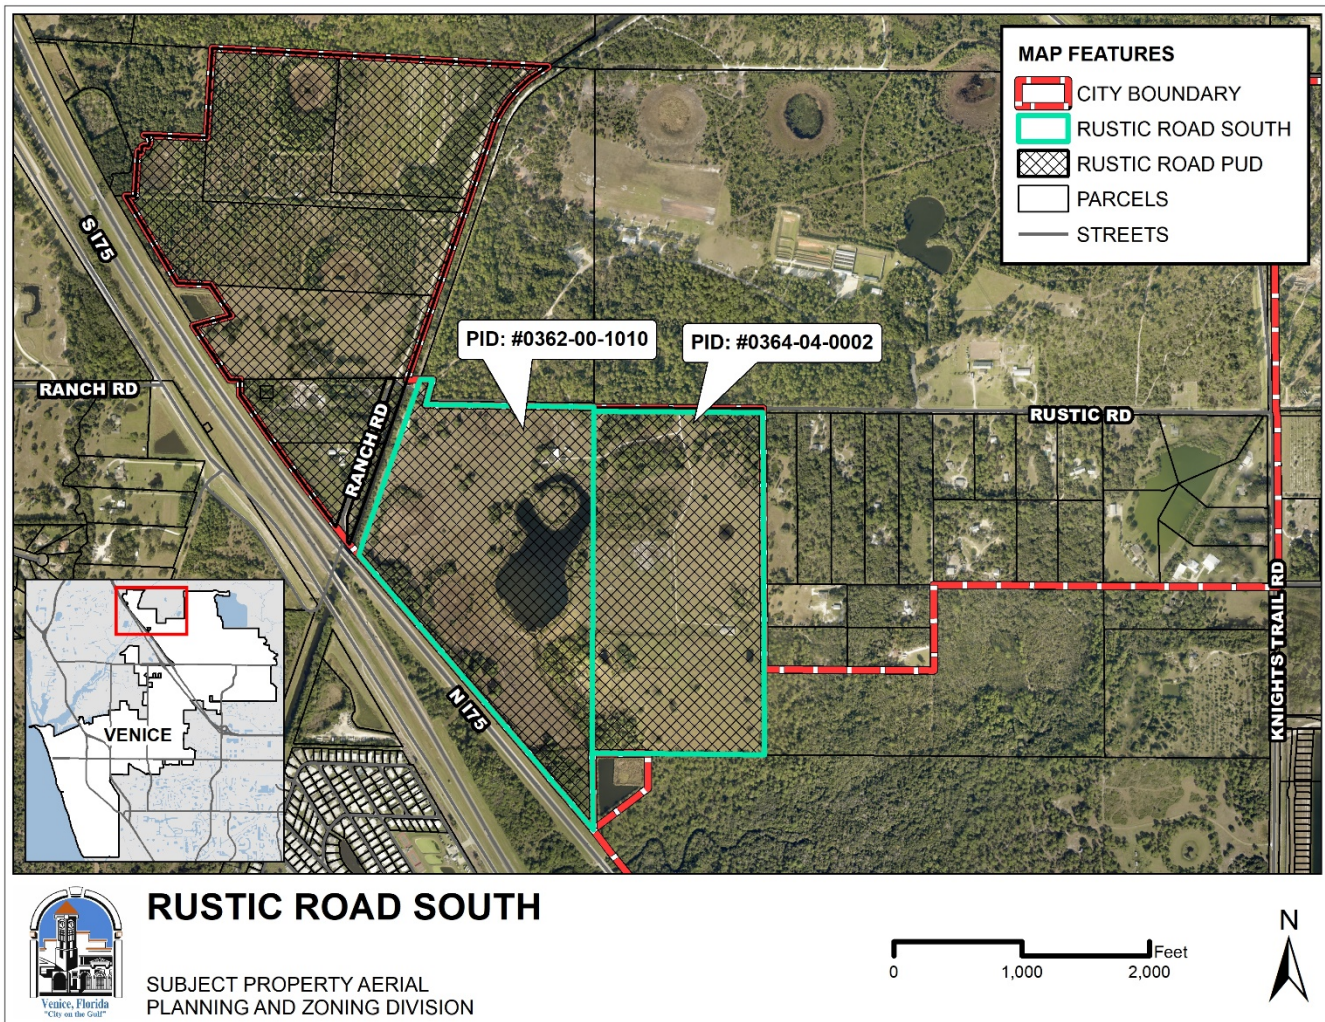 MAP FEATURES
CITY BOUNDARY
RUSTIC ROAD SOUTH
RUSTIC ROAD PUD
PARCELS
STREETS
S I75
PID: #0362-00-1010
PID: #0364-04-0002
RANCH RD
RANCH RD
RUSTIC RD
N I75
KNIGHTS TRAIL RD
VENICE
RUSTIC ROAD SOUTH
SUBJECT PROPERTY AERIAL
PLANNING AND ZONING DIVISION
Venice, Florida
"City on the Gulf"
Feet
0 1,000 2,000
N